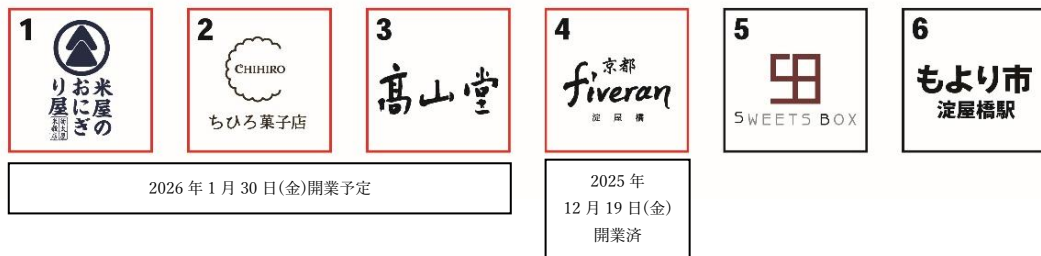 1
米屋の
おにぎ
り屋
2
CHIHIRO
ちひろ菓子店
3
髙山堂
4
京都
fiveran
淀屋橋
5
SWEETS BOX
6
もより市
淀屋橋駅
2026年1月30日(金)開業予定
2025年
12月19日(金)
開業済